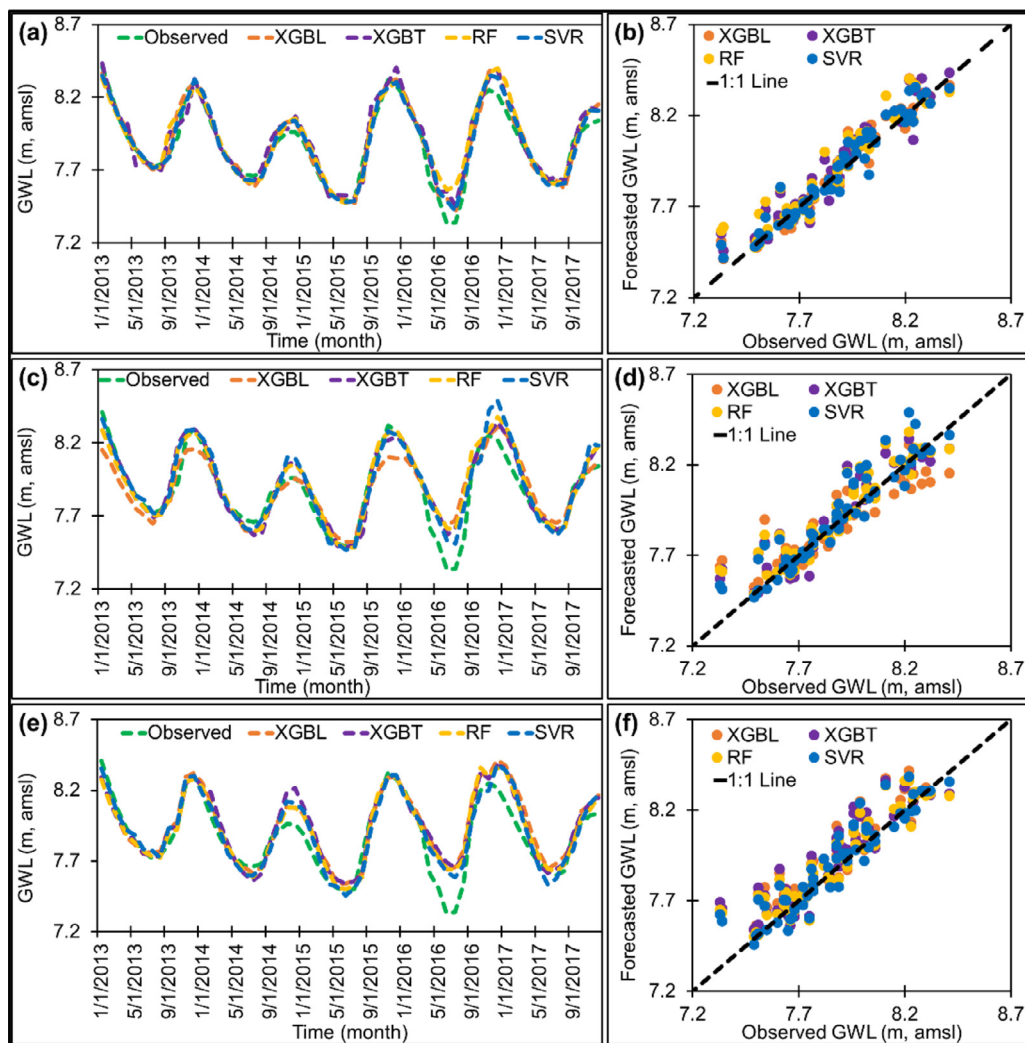 (a)
8.7
8.2
7.7
7.2
GWL (m, amsl)
Observed XGBL XGBT RF SVR
1/1/2013
5/1/2013
9/1/2013
1/1/2014
5/1/2014
9/1/2014
1/1/2015
5/1/2015
9/1/2015
1/1/2016
5/1/2016
9/1/2016
1/1/2017
5/1/2017
9/1/2017
Time (month)
(b)
8.7
8.2
7.7
7.2
Forecasted GWL (m, amsl)
XGBL XGBT
RF SVR
1:1 Line
7.2 7.7 8.2 8.7
Observed GWL (m, amsl)
(c)
8.7
8.2
7.7
7.2
GWL (m, amsl)
Observed XGBL XGBT RF SVR
1/1/2013
5/1/2013
9/1/2013
1/1/2014
5/1/2014
9/1/2014
1/1/2015
5/1/2015
9/1/2015
1/1/2016
5/1/2016
9/1/2016
1/1/2017
5/1/2017
9/1/2017
Time (month)
(d)
8.7
8.2
7.7
7.2
Forecasted GWL (m, amsl)
XGBL XGBT
RF SVR
1:1 Line
7.2 7.7 8.2 8.7
Observed GWL (m, amsl)
(e)
8.7
8.2
7.7
7.2
GWL (m, amsl)
Observed XGBL XGBT RF SVR
1/1/2013
5/1/2013
9/1/2013
1/1/2014
5/1/2014
9/1/2014
1/1/2015
5/1/2015
9/1/2015
1/1/2016
5/1/2016
9/1/2016
1/1/2017
5/1/2017
9/1/2017
Time (month)
(f)
8.7
8.2
7.7
7.2
Forecasted GWL (m, amsl)
XGBL XGBT
RF SVR
1:1 Line
7.2 7.7 8.2 8.7
Observed GWL (m, amsl)